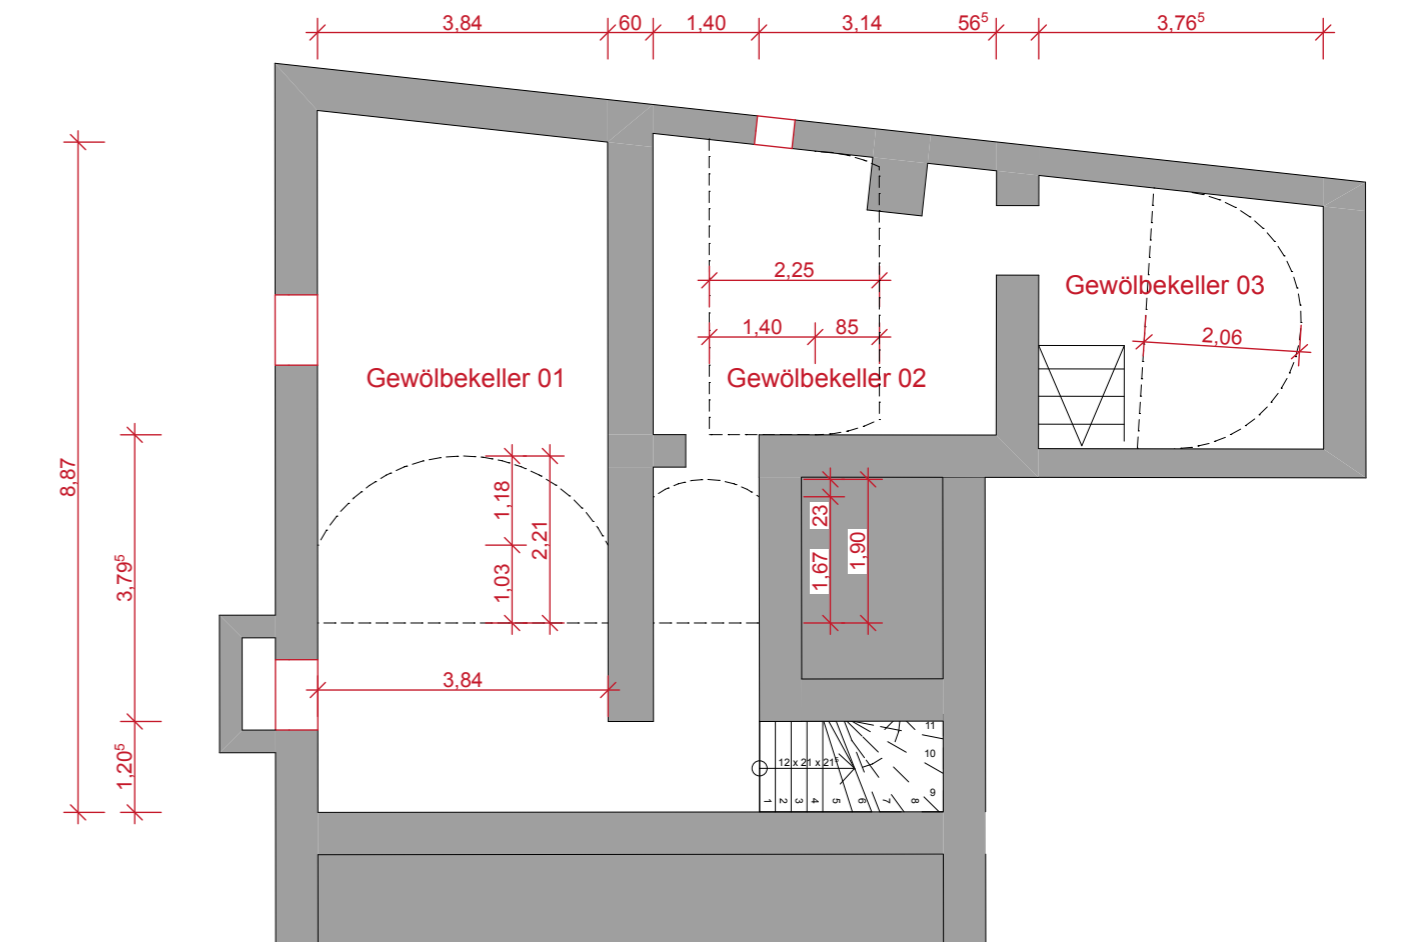 3,84 60 1,40 3,14 56⁵ 3,76⁵
Gewölbekeller 03
2,25
1,40 85
2,06
Gewölbekeller 01 Gewölbekeller 02
8,87
3,79⁵
1,20⁵
1,18
1,03
2,21
23
1,67
1,90
3,84
12 x 21 x 21⁵
1 2 3 4 5 6 7 8 9 10 11